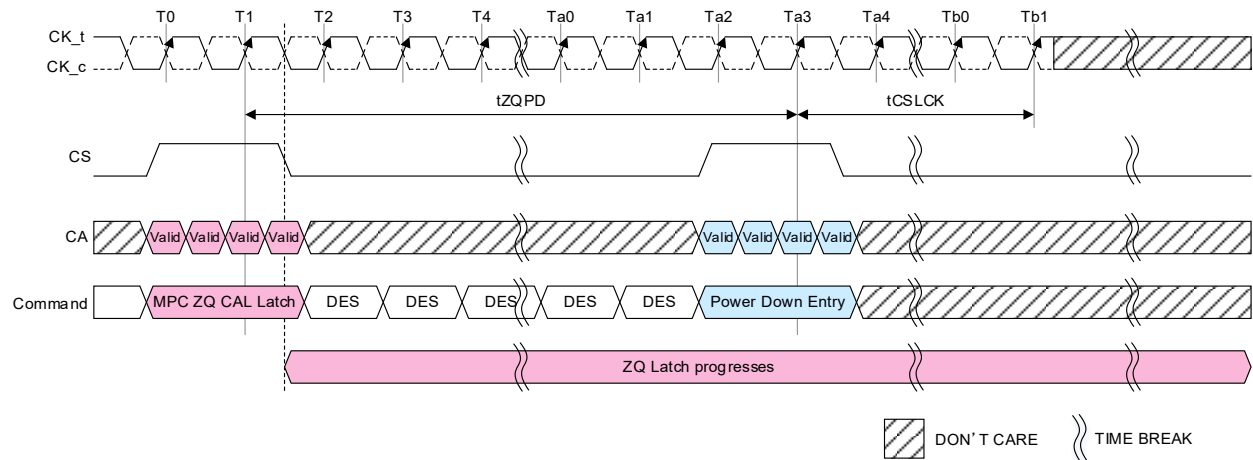 T0 T1 T2 T3 T4 Ta0 Ta1 Ta2 Ta3 Ta4 Tb0 Tb1
CK_t
CK_c
tZQPD tCSLCK
CS
CA Valid Valid Valid Valid Valid Valid Valid Valid
Command MPC ZQ CAL Latch DES DES DES DES DES Power Down Entry
ZQ Latch progresses
DON'T CARE TIME BREAK